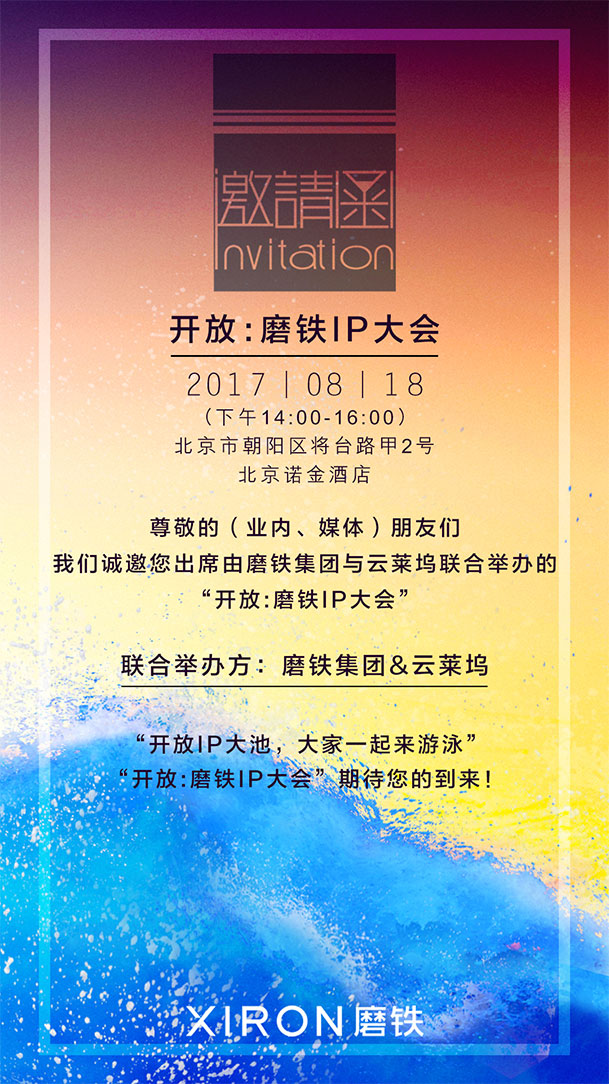 邀請函
Invitation
开放:磨铁IP大会
2017 | 08 | 18
(下午14:00-16:00)
北京市朝阳区将台路甲2号
北京诺金酒店
尊敬的(业内、媒体)朋友们
我们诚邀您出席由磨铁集团与云莱坞联合举办的
“开放:磨铁IP大会”
联合举办方：磨铁集团&云莱坞
“开放IP大池，大家一起来游泳”
“开放:磨铁IP大会”期待您的到来!
XIRON磨铁